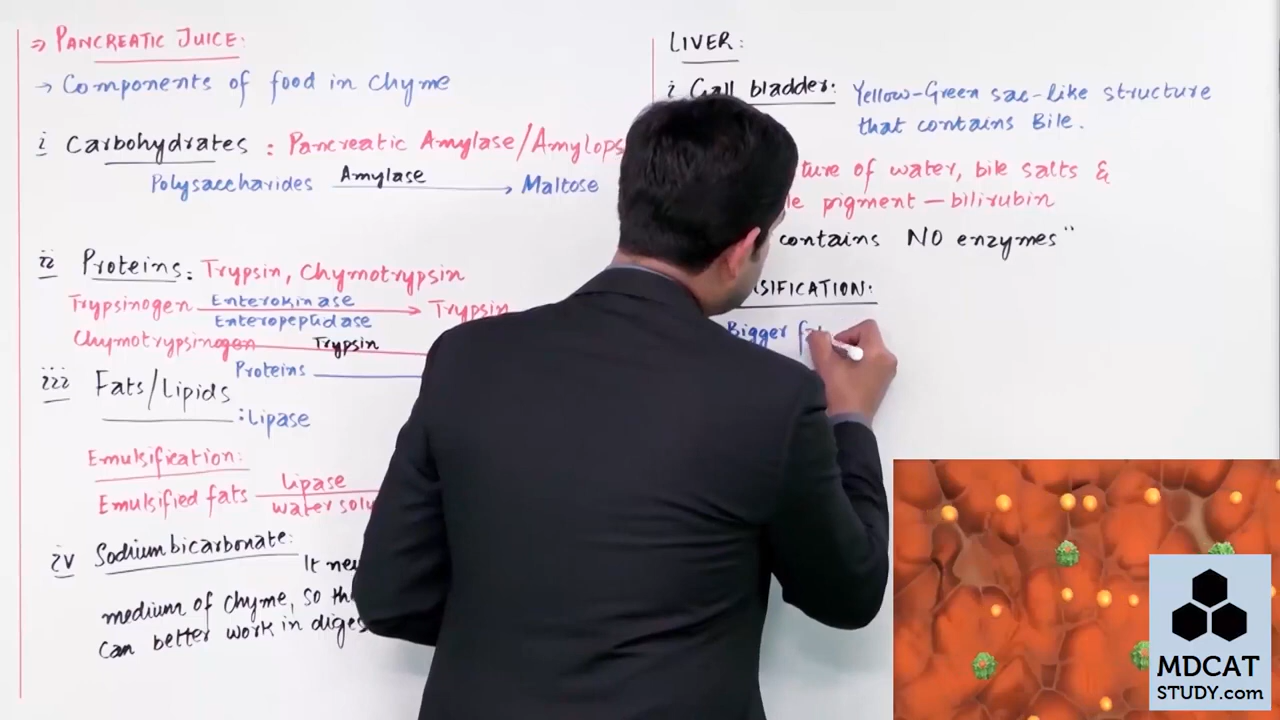 ⇒ PANCREATIC JUICE:
→ Components of food in Chyme
i Carbohydrates : Pancreatic Amylase/Amylops
Polysaccharides Amylase → Maltose
ii Proteins: Trypsin, Chymotrypsin
Trypsinogen Enterokinase → Trypsin
Enteropeptidase
Chymotrypsinogen Trypsin
Proteins
iii Fats/Lipids
: Lipase
Emulsification:
Emulsified fats Lipase
water solu
iv Sodium bicarbonate:
It neu
medium of chyme, so th
can better work in diges
LIVER:
i Gall bladder: Yellow-Green sac-like structure
that contains Bile.
ture of water, bile salts &
pigment — bilirubin
contains NO enzymes"
SIFICATION:
Bigger fat
MDCAT
STUDY.com